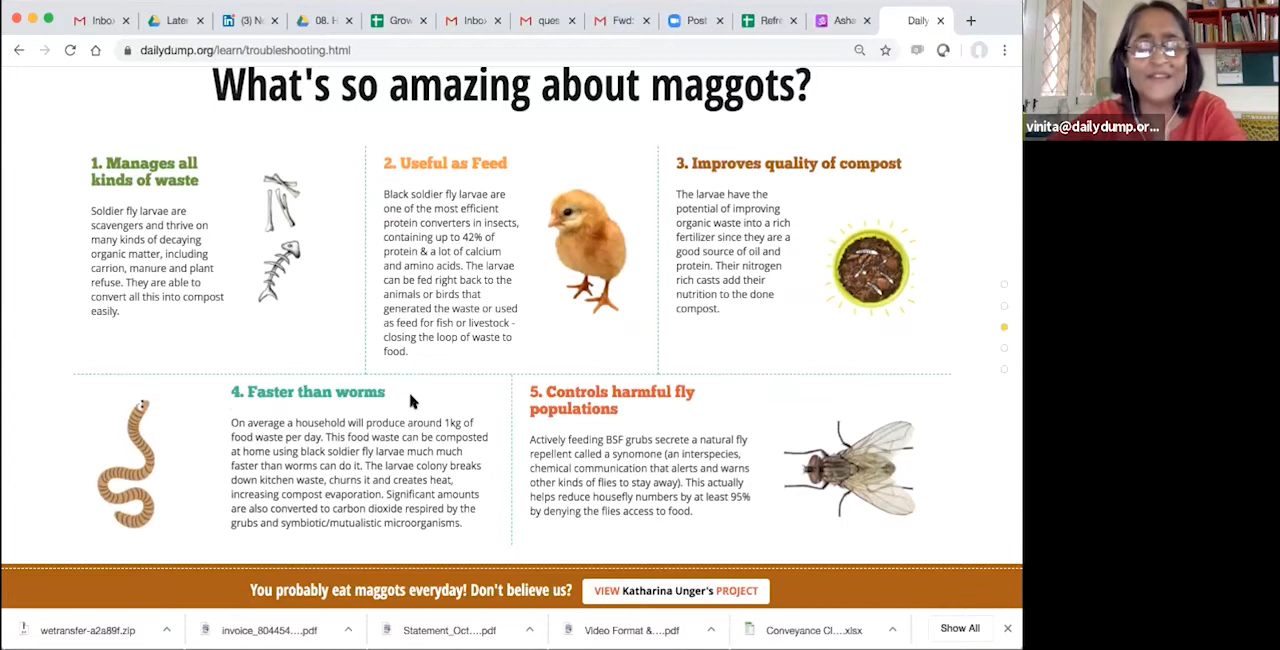 Inbox
Later
(3) N
08. H
Grow
Inbox
ques
Fwd:
Post
Refre
Asha
Daily
dailydump.org/learn/troubleshooting.html
What's so amazing about maggots?
1. Manages all
kinds of waste
Soldier fly larvae are
scavengers and thrive on
many kinds of decaying
organic matter, including
carrion, manure and plant
refuse. They are able to
convert all this into compost
easily.
2. Useful as Feed
Black soldier fly larvae are
one of the most efficient
protein converters in insects,
containing up to 42% of
protein & a lot of calcium
and amino acids. The larvae
can be fed right back to the
animals or birds that
generated the waste or used
as feed for fish or livestock -
closing the loop of waste to
food.
3. Improves quality of compost
The larvae have the
potential of improving
organic waste into a rich
fertilizer since they are a
good source of oil and
protein. Their nitrogen
rich casts add their
nutrition to the done
compost.
4. Faster than worms
On average a household will produce around 1kg of
food waste per day. This food waste can be composted
at home using black soldier fly larvae much much
faster than worms can do it. The larvae colony breaks
down kitchen waste, churns it and creates heat,
increasing compost evaporation. Significant amounts
are also converted to carbon dioxide respired by the
grubs and symbiotic/mutualistic microorganisms.
5. Controls harmful fly
populations
Actively feeding BSF grubs secrete a natural fly
repellent called a synomone (an interspecies,
chemical communication that alerts and warns
other kinds of flies to stay away). This actually
helps reduce housefly numbers by at least 95%
by denying the flies access to food.
You probably eat maggots everyday! Don't believe us?
VIEW Katharina Unger's PROJECT
wetransfer-a2a89f.zip
invoice_804454....pdf
Statement_Oct....pdf
Video Format &....pdf
Conveyance Cl....xlsx
Show All
vinita@dailydump.or...